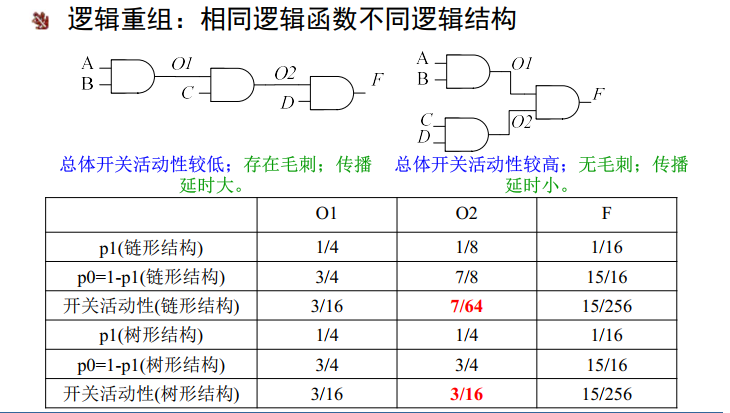 逻辑重组：相同逻辑函数不同逻辑结构
A
B
O1
C
O2
D
F
A
B
O1
C
D
O2
F
总体开关活动性较低；存在毛刺；传播
延时大。
总体开关活动性较高；无毛刺；传播
延时小。
O1 O2 F
p1(链形结构) 1/4 1/8 1/16
p0=1-p1(链形结构) 3/4 7/8 15/16
开关活动性(链形结构) 3/16 7/64 15/256
p1(树形结构) 1/4 1/4 1/16
p0=1-p1(树形结构) 3/4 3/4 15/16
开关活动性(树形结构) 3/16 3/16 15/256